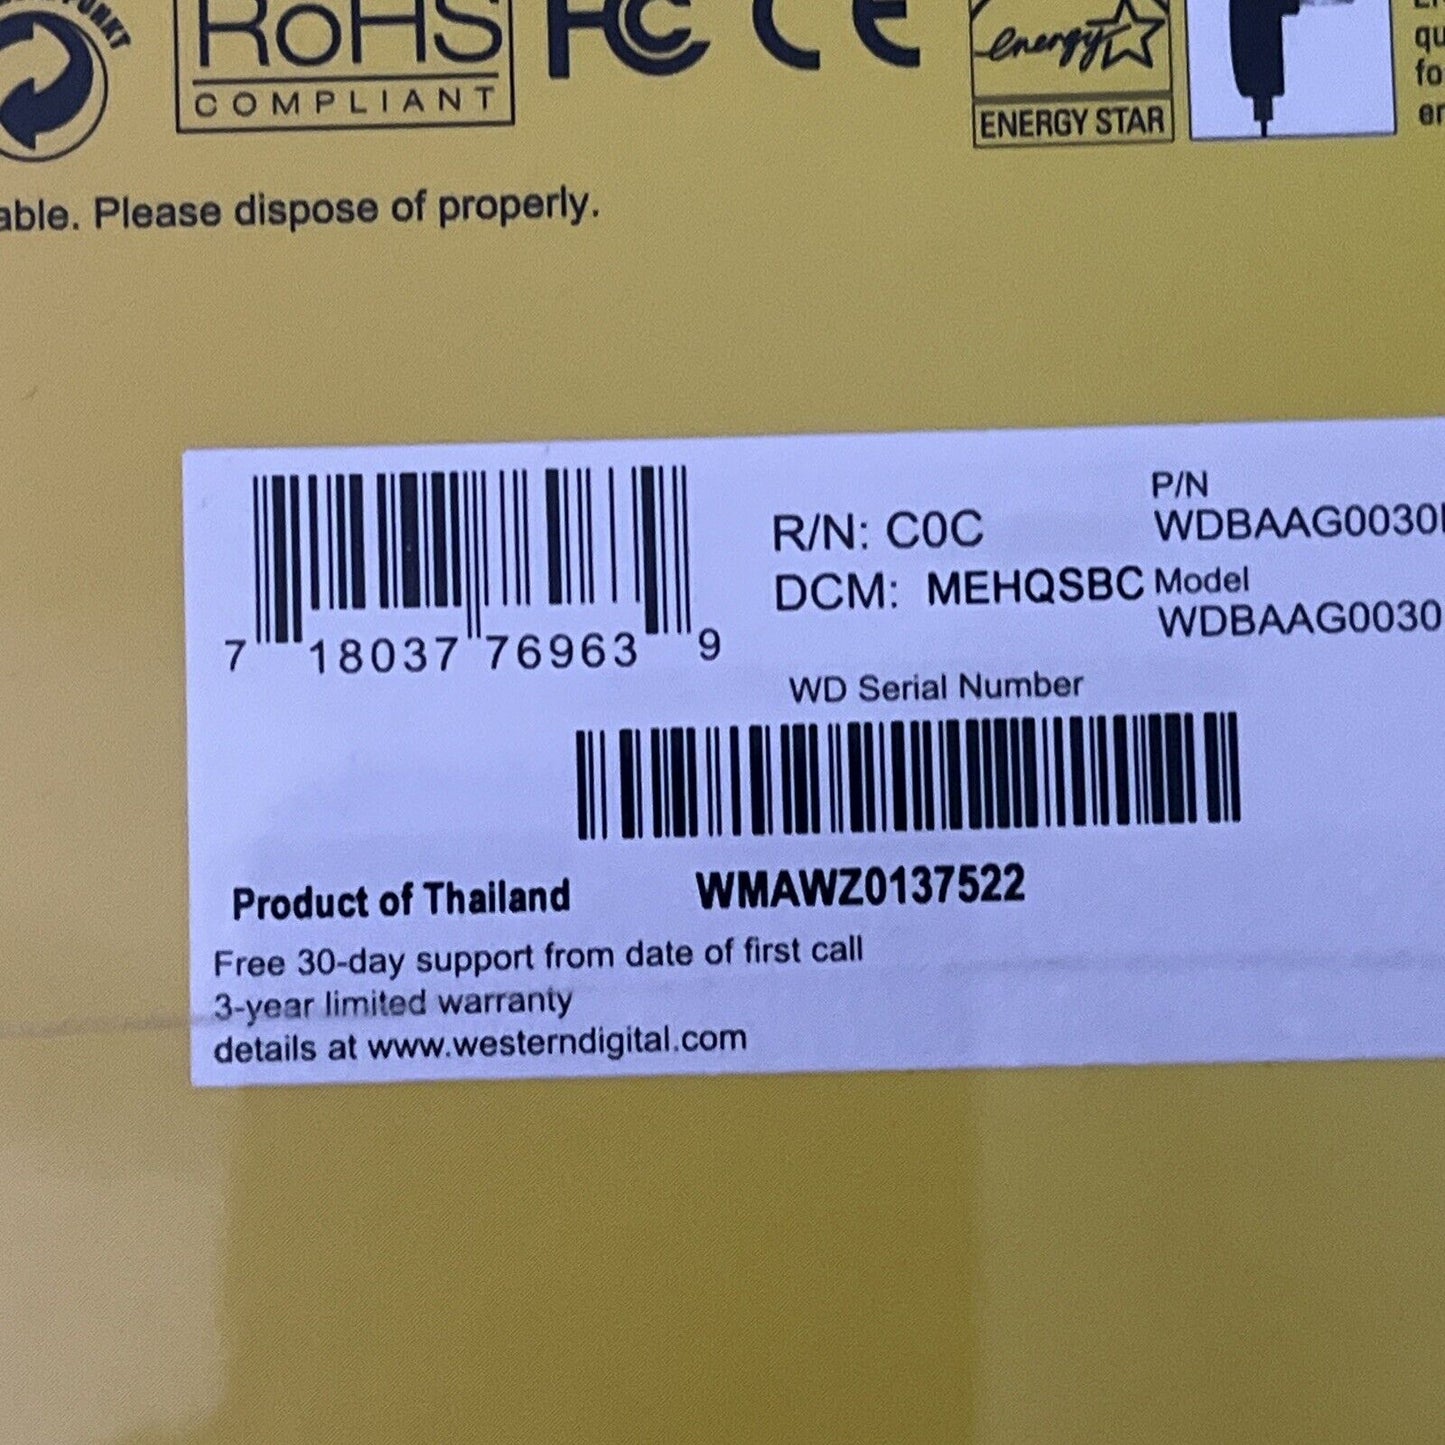 RoHS
COMPLIANT
FC CE
energy
ENERGY STAR
able. Please dispose of properly.
7 18037 76963 9
R/N: C0C
DCM: MEHQSBC
P/N
WDBAAG0030
Model
WDBAAG0030
WD Serial Number
Product of Thailand
WMAWZ0137522
Free 30-day support from date of first call
3-year limited warranty
details at www.westerndigital.com